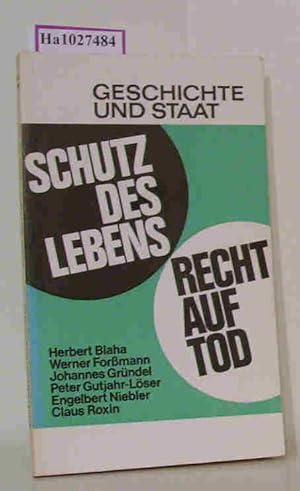 Ha1027484
GESCHICHTE
UND STAAT
SCHUTZ
DES
LEBENS
RECHT
AUF
TOD
Herbert Blaha
Werner Forßmann
Johannes Gründel
Peter Gutjahr-Löser
Engelbert Niebler
Claus Roxin